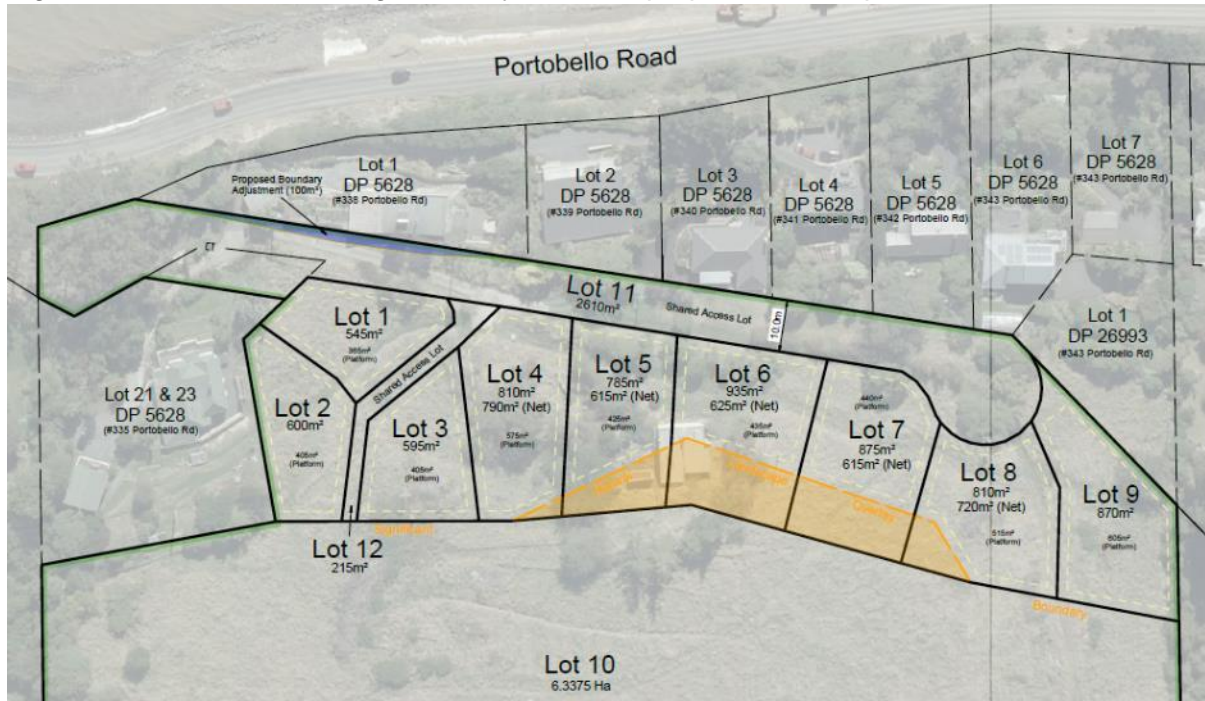 Portobello Road
Lot 1
DP 5628
(#338 Portobello Rd)
Proposed Boundary
Adjustment (100m²)
Lot 2
DP 5628
(#339 Portobello Rd)
Lot 3
DP 5628
(#340 Portobello Rd)
Lot 4
DP 5628
(#341 Portobello Rd)
Lot 5
DP 5628
(#342 Portobello Rd)
Lot 6
DP 5628
(#343 Portobello Rd)
Lot 7
DP 5628
(#343 Portobello Rd)
Lot 1
DP 26993
(#343 Portobello Rd)
Lot 11
2610m²
Shared Access Lot
10.0m
Lot 21 & 23
DP 5628
(#335 Portobello Rd)
Lot 1
545m²
(Platform)
Shared Access Lot
Lot 2
600m²
405m²
(Platform)
Lot 3
595m²
405m²
(Platform)
Lot 4
810m²
790m² (Net)
575m²
(Platform)
Lot 5
785m²
615m² (Net)
425m²
(Platform)
Lot 6
935m²
625m² (Net)
435m²
(Platform)
440m²
(Platform)
Lot 7
875m²
615m² (Net)
Lot 8
810m²
720m² (Net)
515m²
(Platform)
Lot 9
870m²
605m²
(Platform)
Significant
Natural
Landscape
Overlay
Boundary
Lot 12
215m²
Lot 10
6.3375 Ha